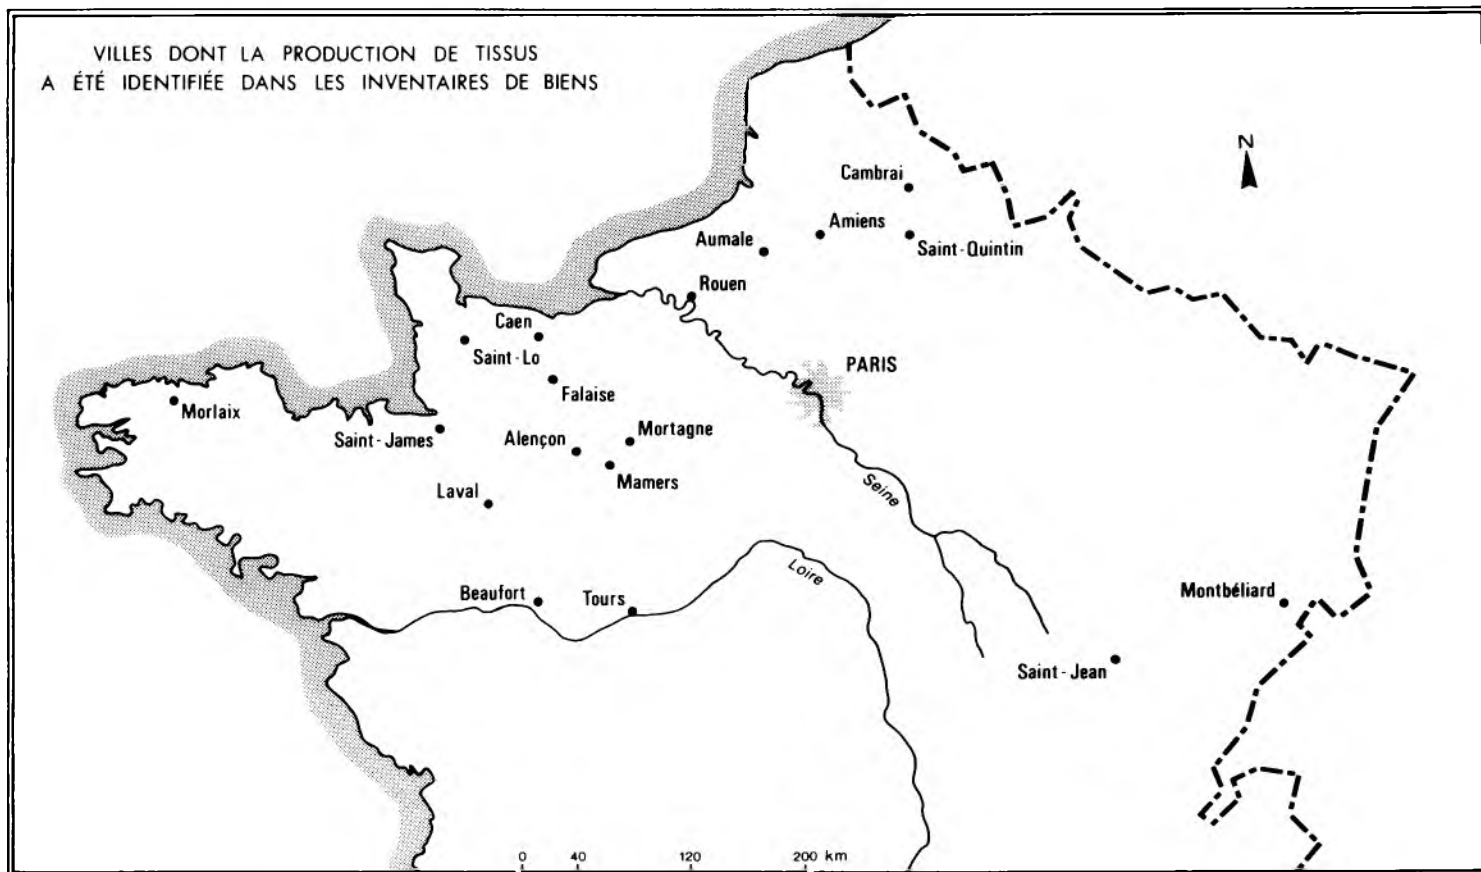 VILLES DONT LA PRODUCTION DE TISSUS
A ÉTÉ IDENTIFIÉE DANS LES INVENTAIRES DE BIENS
N
Cambrai
Amiens
Aumale
Saint-Quintin
Rouen
Caen
Saint-Lo
PARIS
Falaise
Morlaix
Saint-James
Alençon
Mortagne
Mamers
Laval
Seine
Loire
Beaufort
Tours
Montbéliard
Saint-Jean
0 40 120 200 km